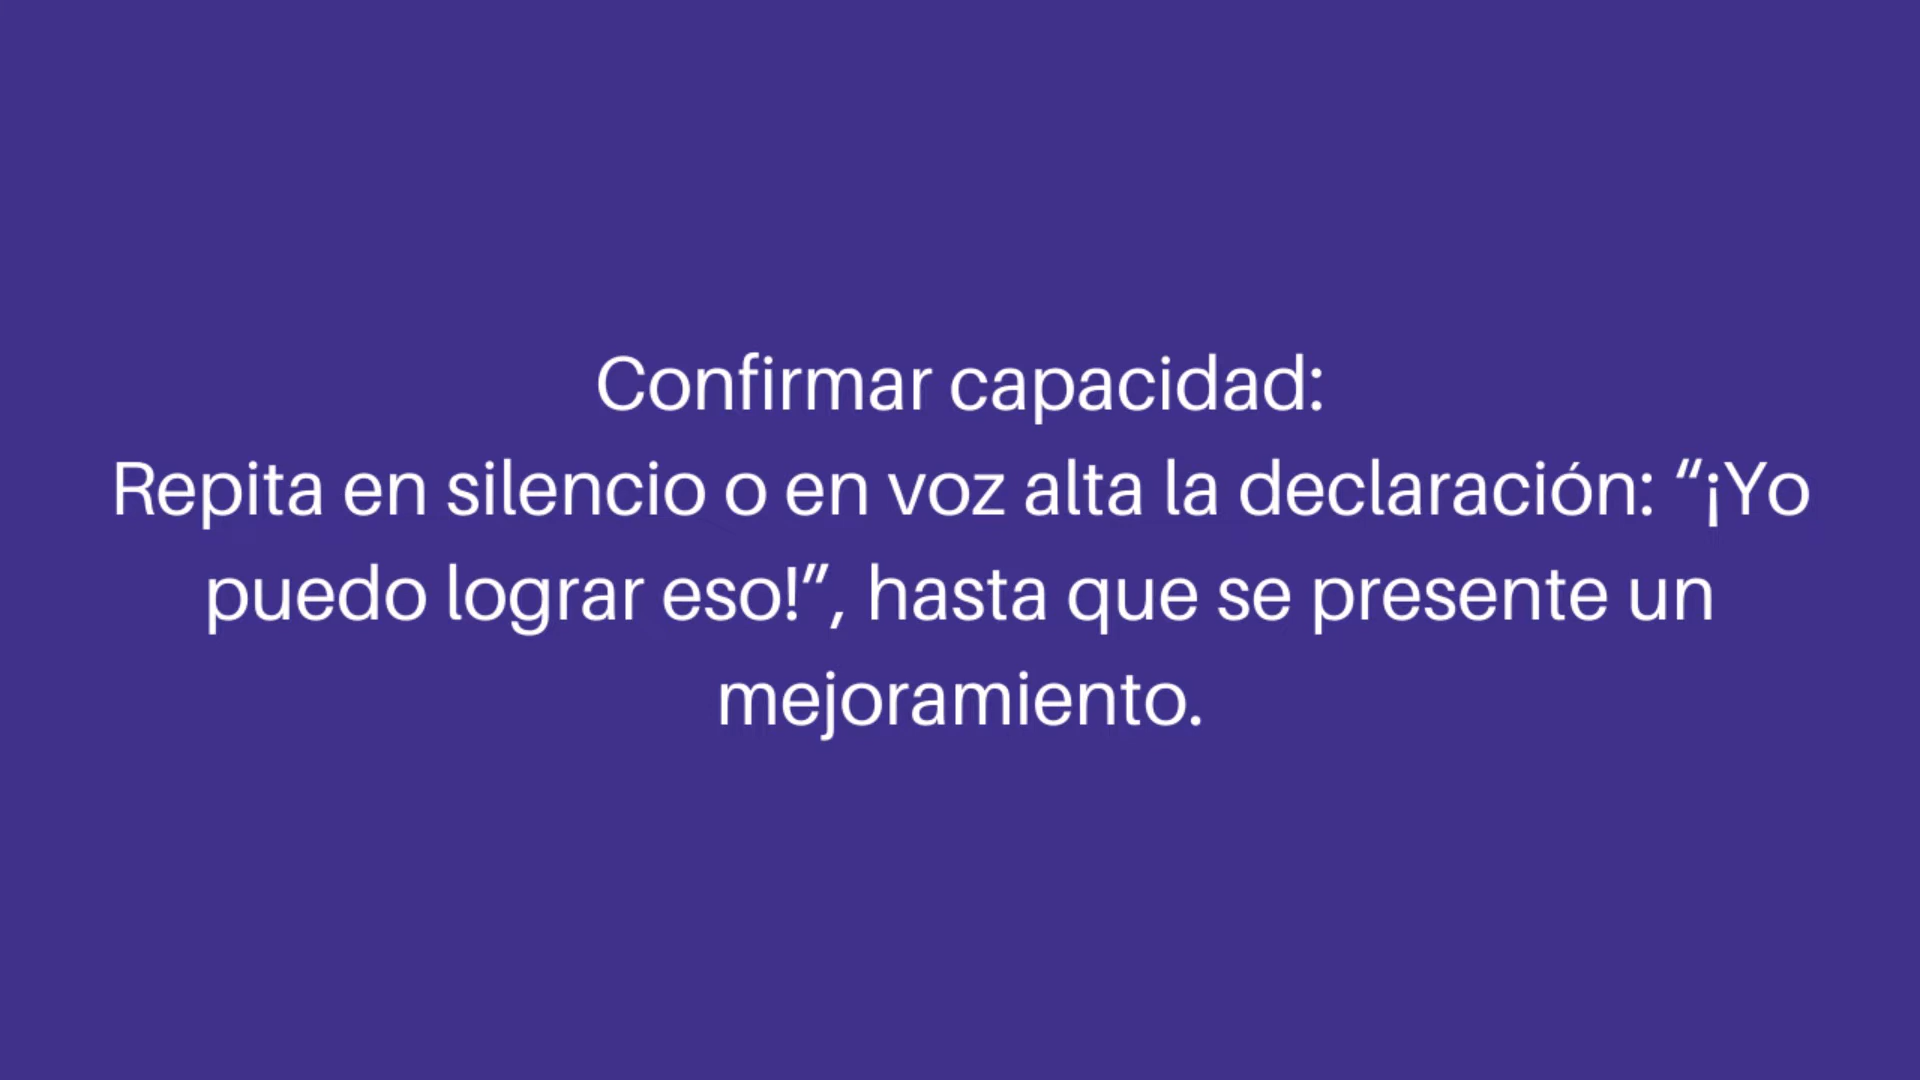 Confirmar capacidad:
Repita en silencio o en voz alta la declaración: “¡Yo
puedo lograr eso!”, hasta que se presente un
mejoramiento.